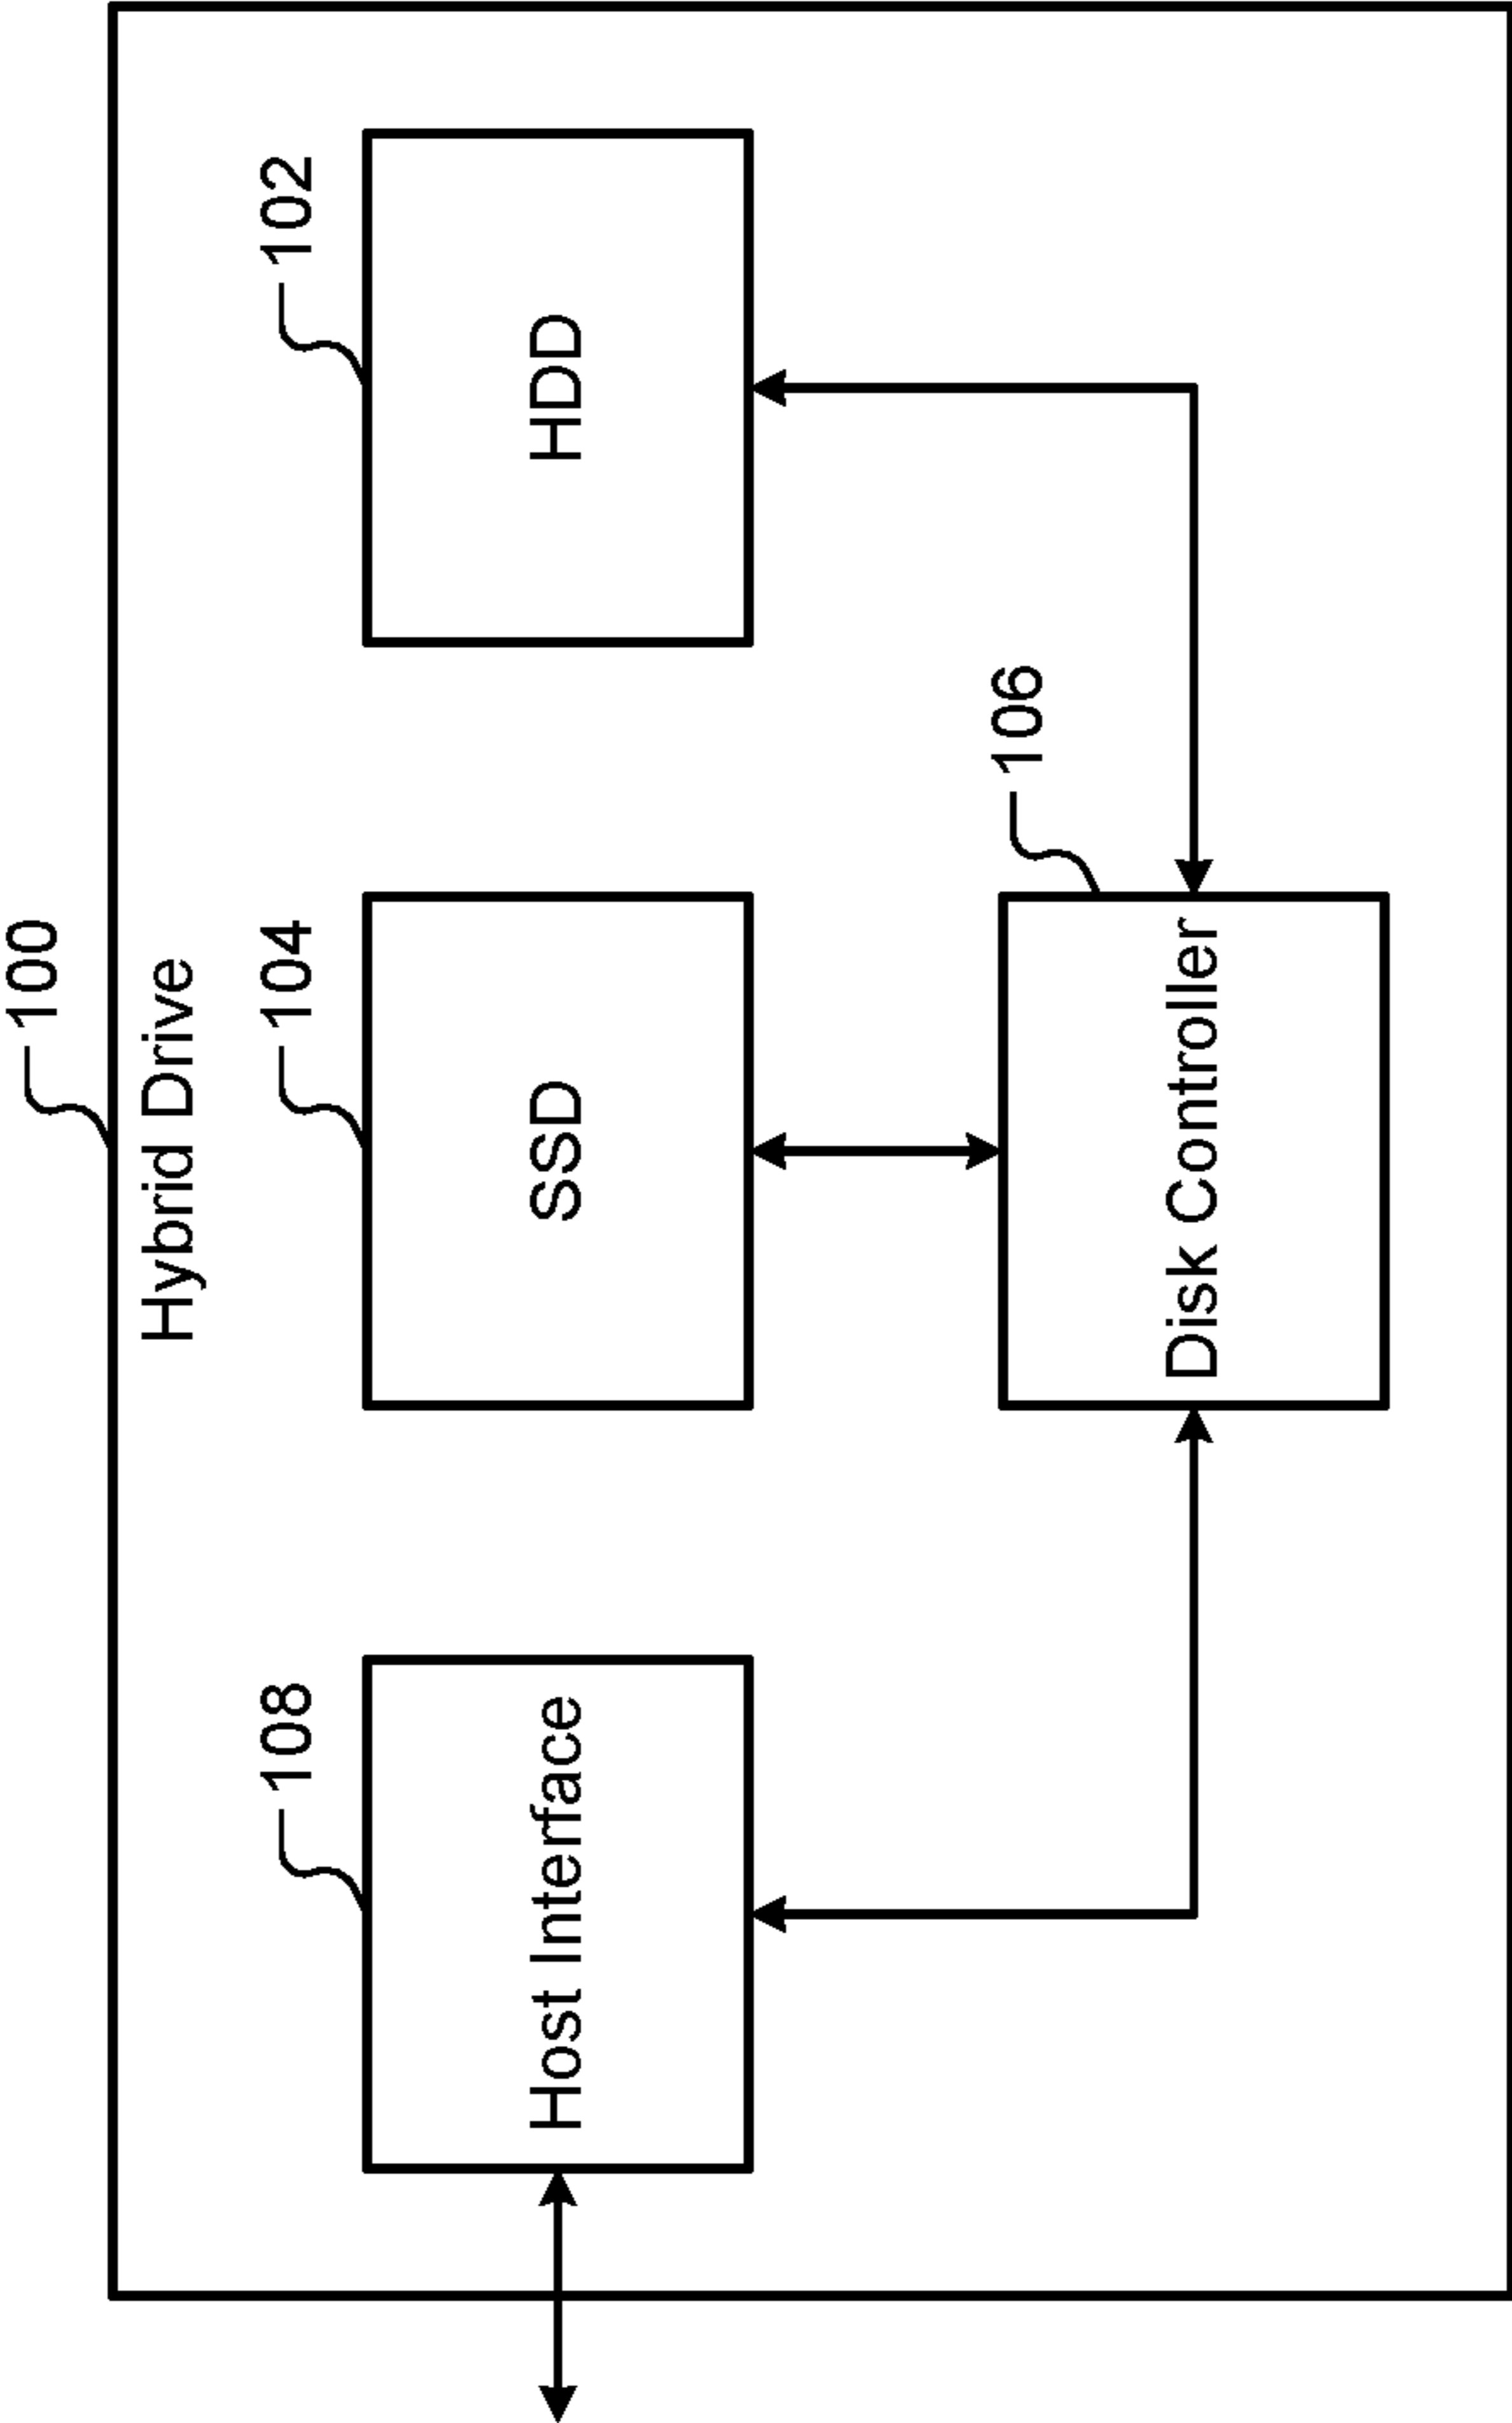 100
Hybrid Drive
108
Host Interface
104
SSD
102
HDD
106
Disk Controller